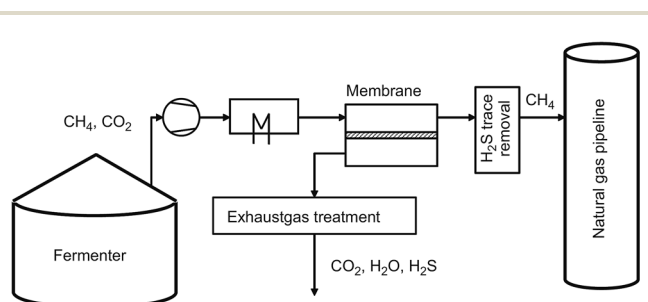 Membrane
CH₄, CO₂
H₂S trace
removal
CH₄
Natural gas pipeline
Exhaustgas treatment
Fermenter
CO₂, H₂O, H₂S